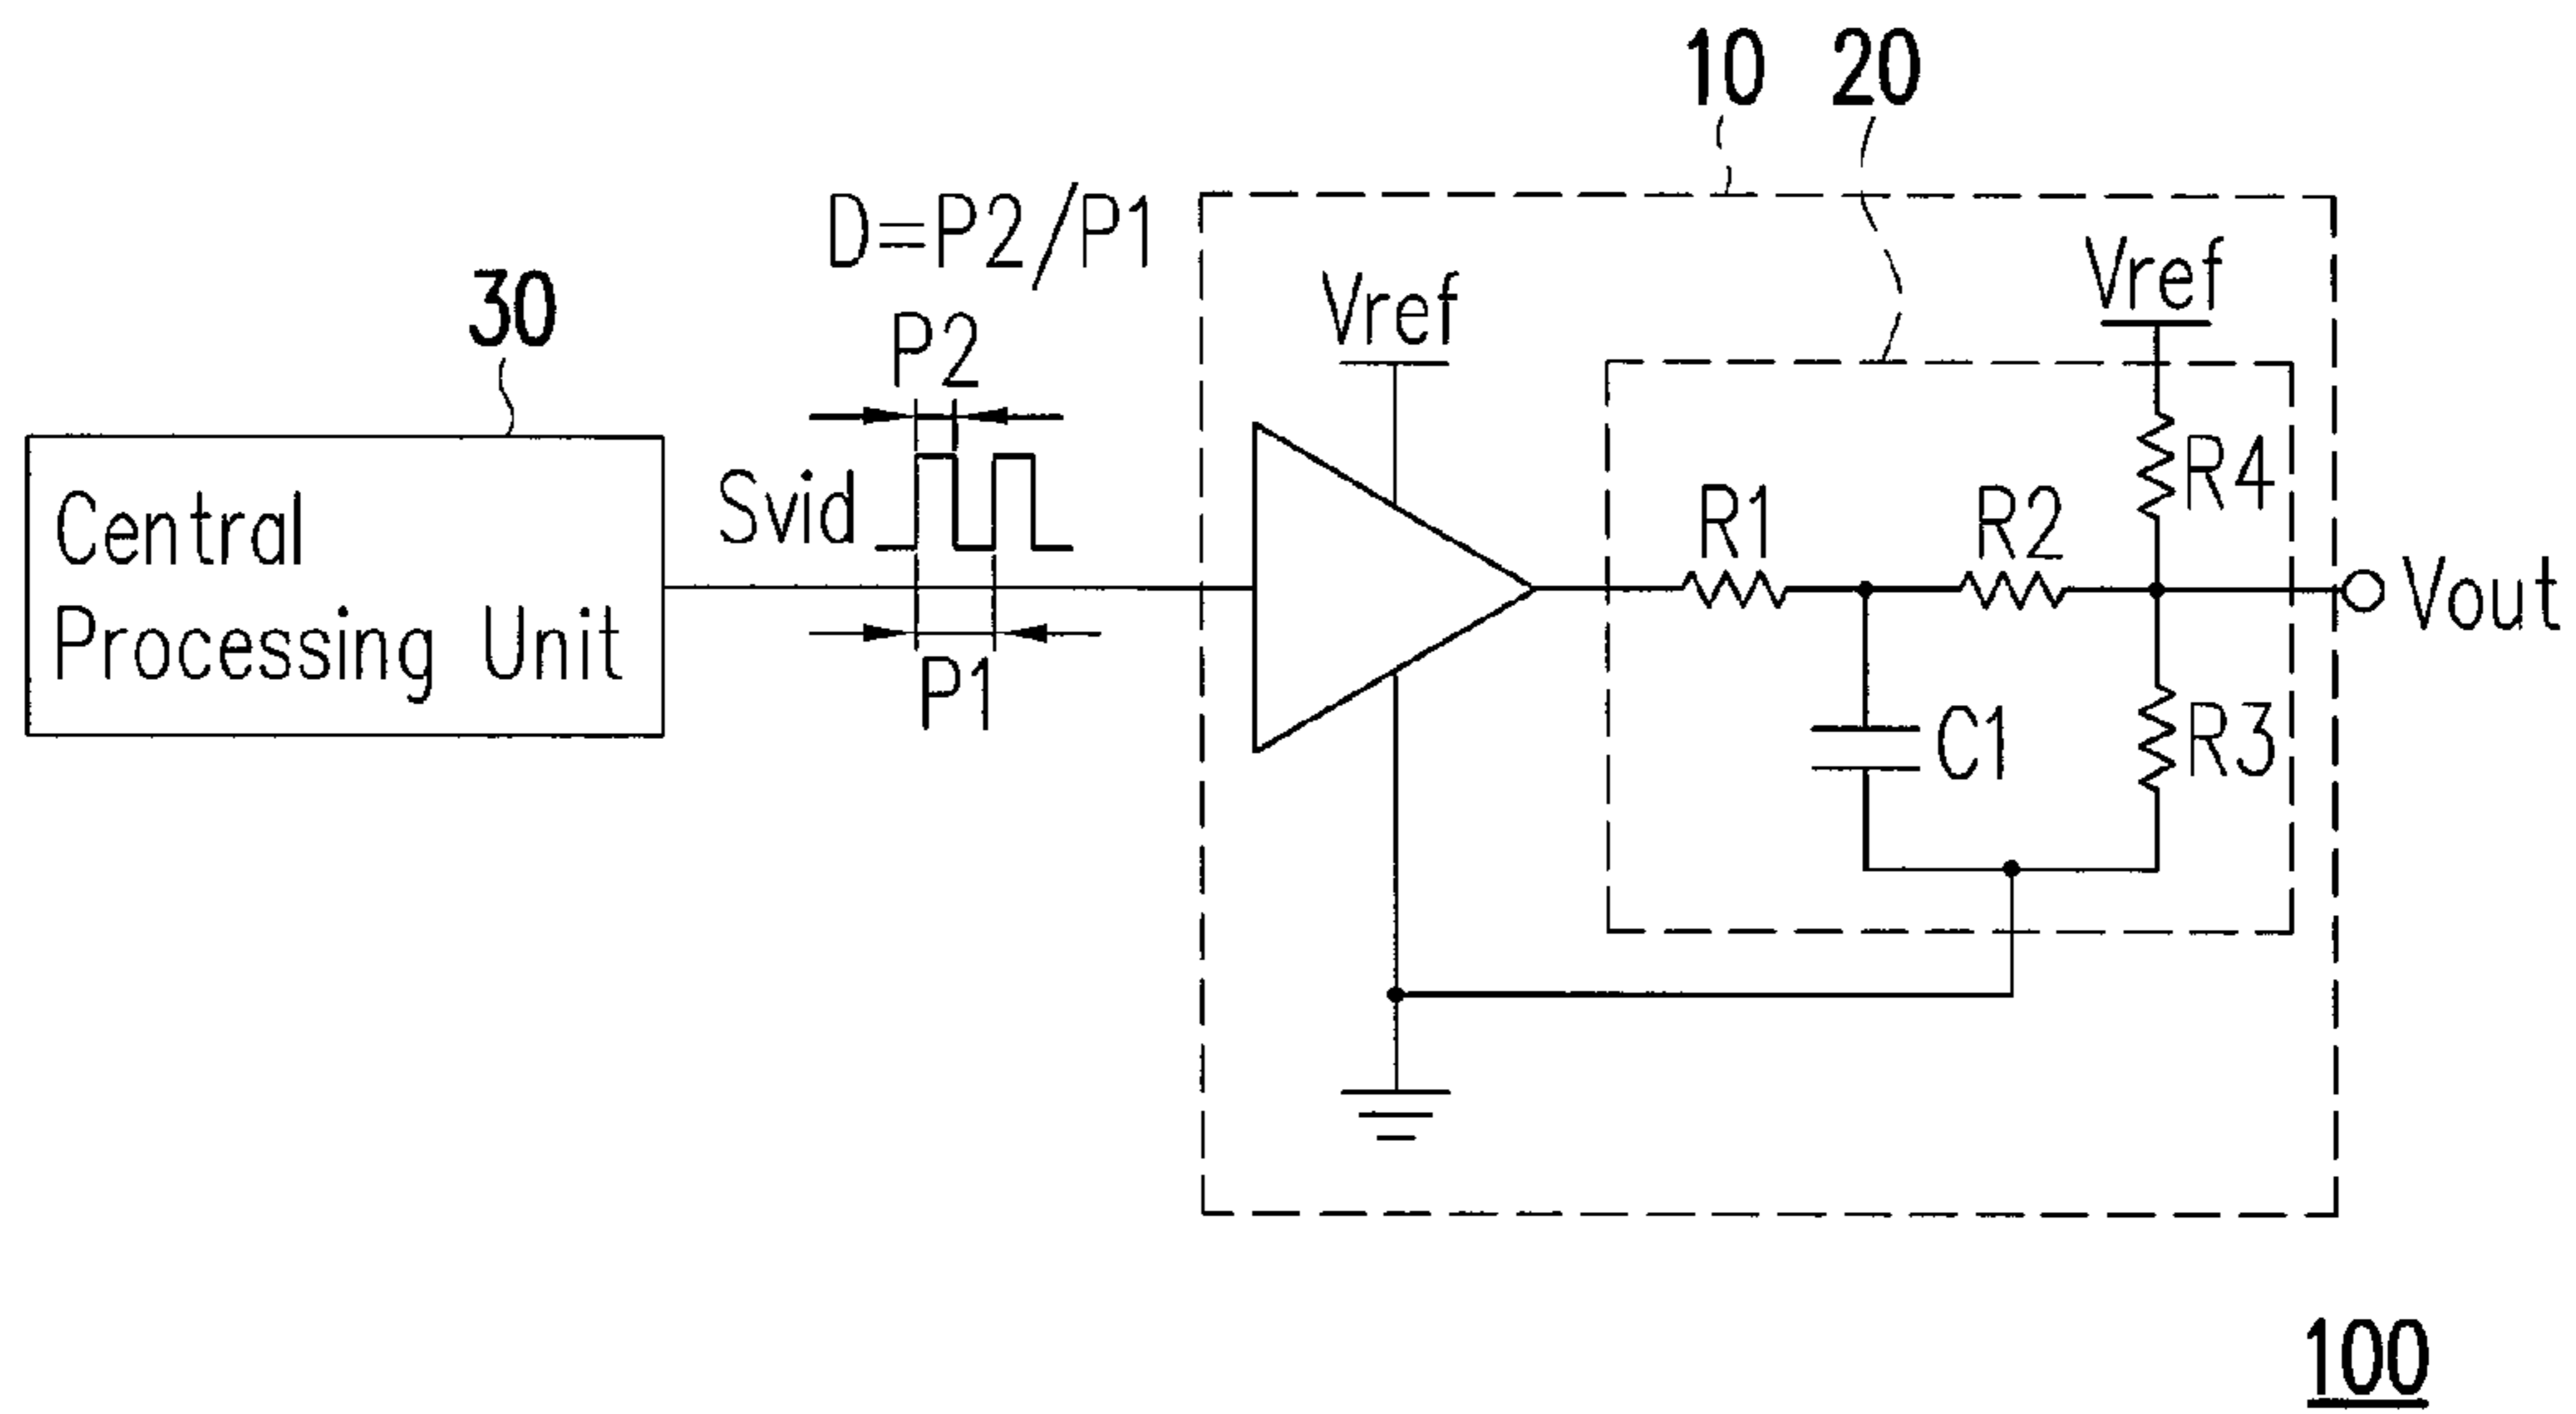 10 20
D=P2/P1
30
P2
Vref
Vref
Svid
Central
Processing Unit
P1
R1
R2
R4
Vout
C1
R3
100